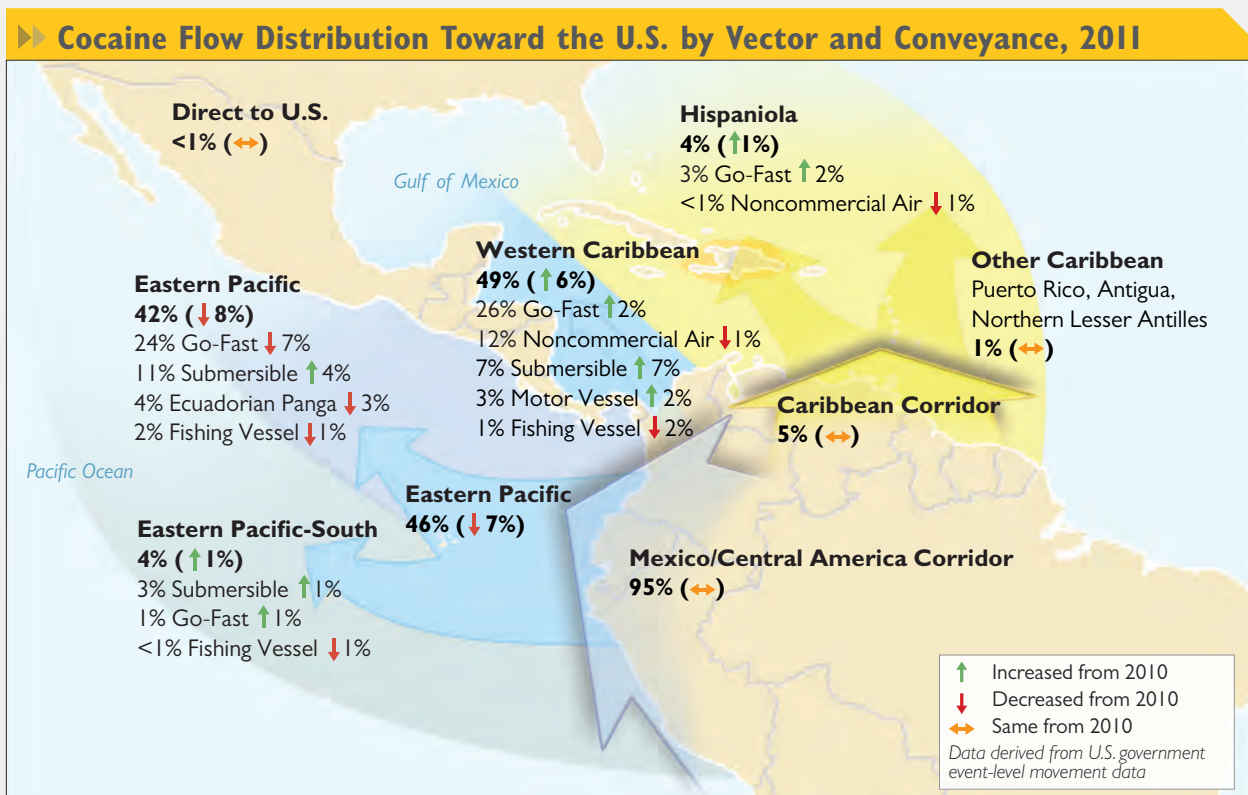 Cocaine Flow Distribution Toward the U.S. by Vector and Conveyance, 2011
Direct to U.S.
<1% (↔)
Gulf of Mexico
Hispaniola
4% (↑1%)
3% Go-Fast ↑ 2%
<1% Noncommercial Air ↓ 1%
Western Caribbean
49% (↑6%)
26% Go-Fast ↑2%
12% Noncommercial Air ↓1%
7% Submersible ↑ 7%
3% Motor Vessel ↑ 2%
1% Fishing Vessel ↓ 2%
Other Caribbean
Puerto Rico, Antigua,
Northern Lesser Antilles
1% (↔)
Eastern Pacific
42% (↓ 8%)
24% Go-Fast ↓ 7%
11% Submersible ↑ 4%
4% Ecuadorian Panga ↓ 3%
2% Fishing Vessel ↓1%
Caribbean Corridor
5% (↔)
Pacific Ocean
Eastern Pacific
46% (↓ 7%)
Eastern Pacific-South
4% (↑ 1%)
3% Submersible ↑ 1%
1% Go-Fast ↑ 1%
<1% Fishing Vessel ↓ 1%
Mexico/Central America Corridor
95% (↔)
↑ Increased from 2010
↓ Decreased from 2010
↔ Same from 2010
Data derived from U.S. government
event-level movement data